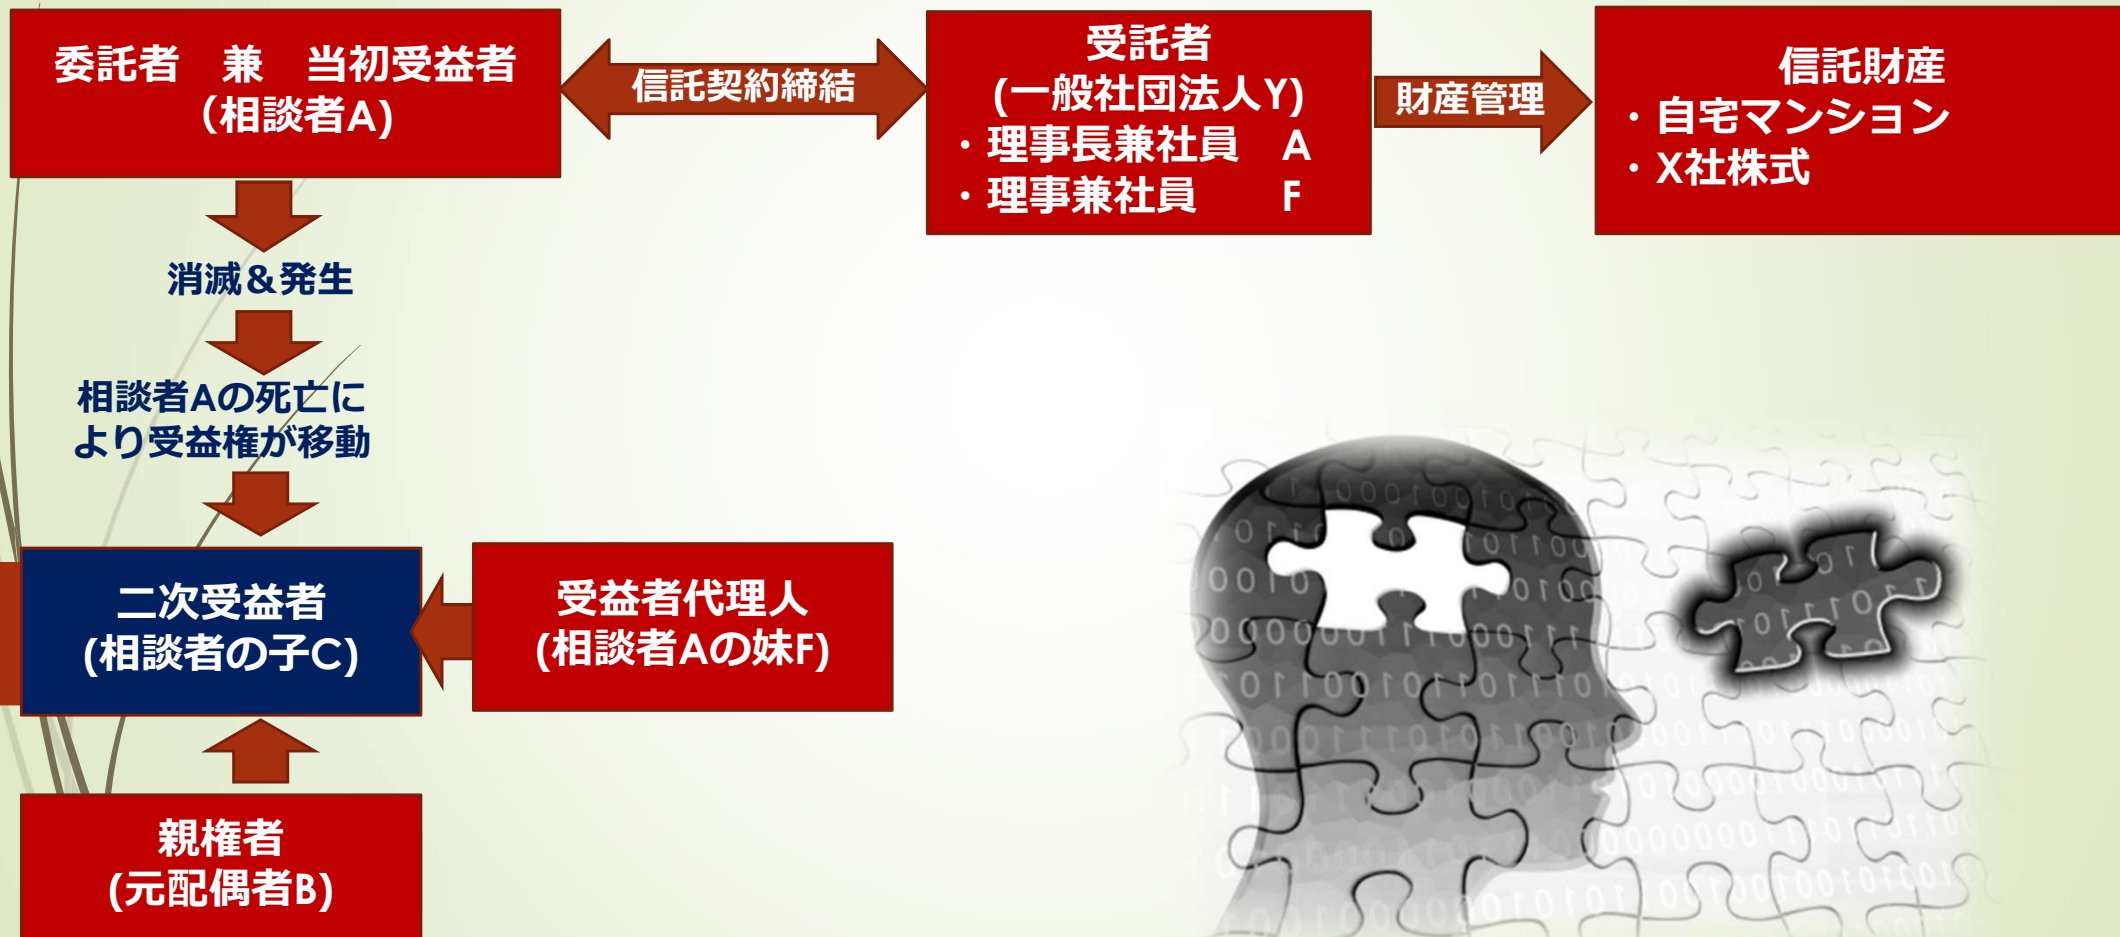 委託者　兼　当初受益者
（相談者A)
信託契約締結
受託者
(一般社団法人Y)
・理事長兼社員　A
・理事兼社員　　F
財産管理
信託財産
・自宅マンション
・X社株式
消滅＆発生
相談者Aの死亡に
より受益権が移動
二次受益者
(相談者の子C)
受益者代理人
(相談者Aの妹F)
親権者
(元配偶者B)